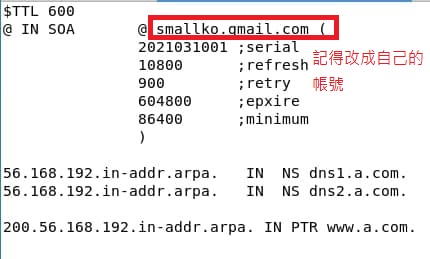 $TTL 600
@ IN SOA @ smallko.gmail.com (
2021031001 ;serial
10800 ;refresh
900 ;retry
604800 ;epxire
86400 ;minimum
)
記得改成自己的
帳號
56.168.192.in-addr.arpa. IN NS dns1.a.com.
56.168.192.in-addr.arpa. IN NS dns2.a.com.
200.56.168.192.in-addr.arpa. IN PTR www.a.com.